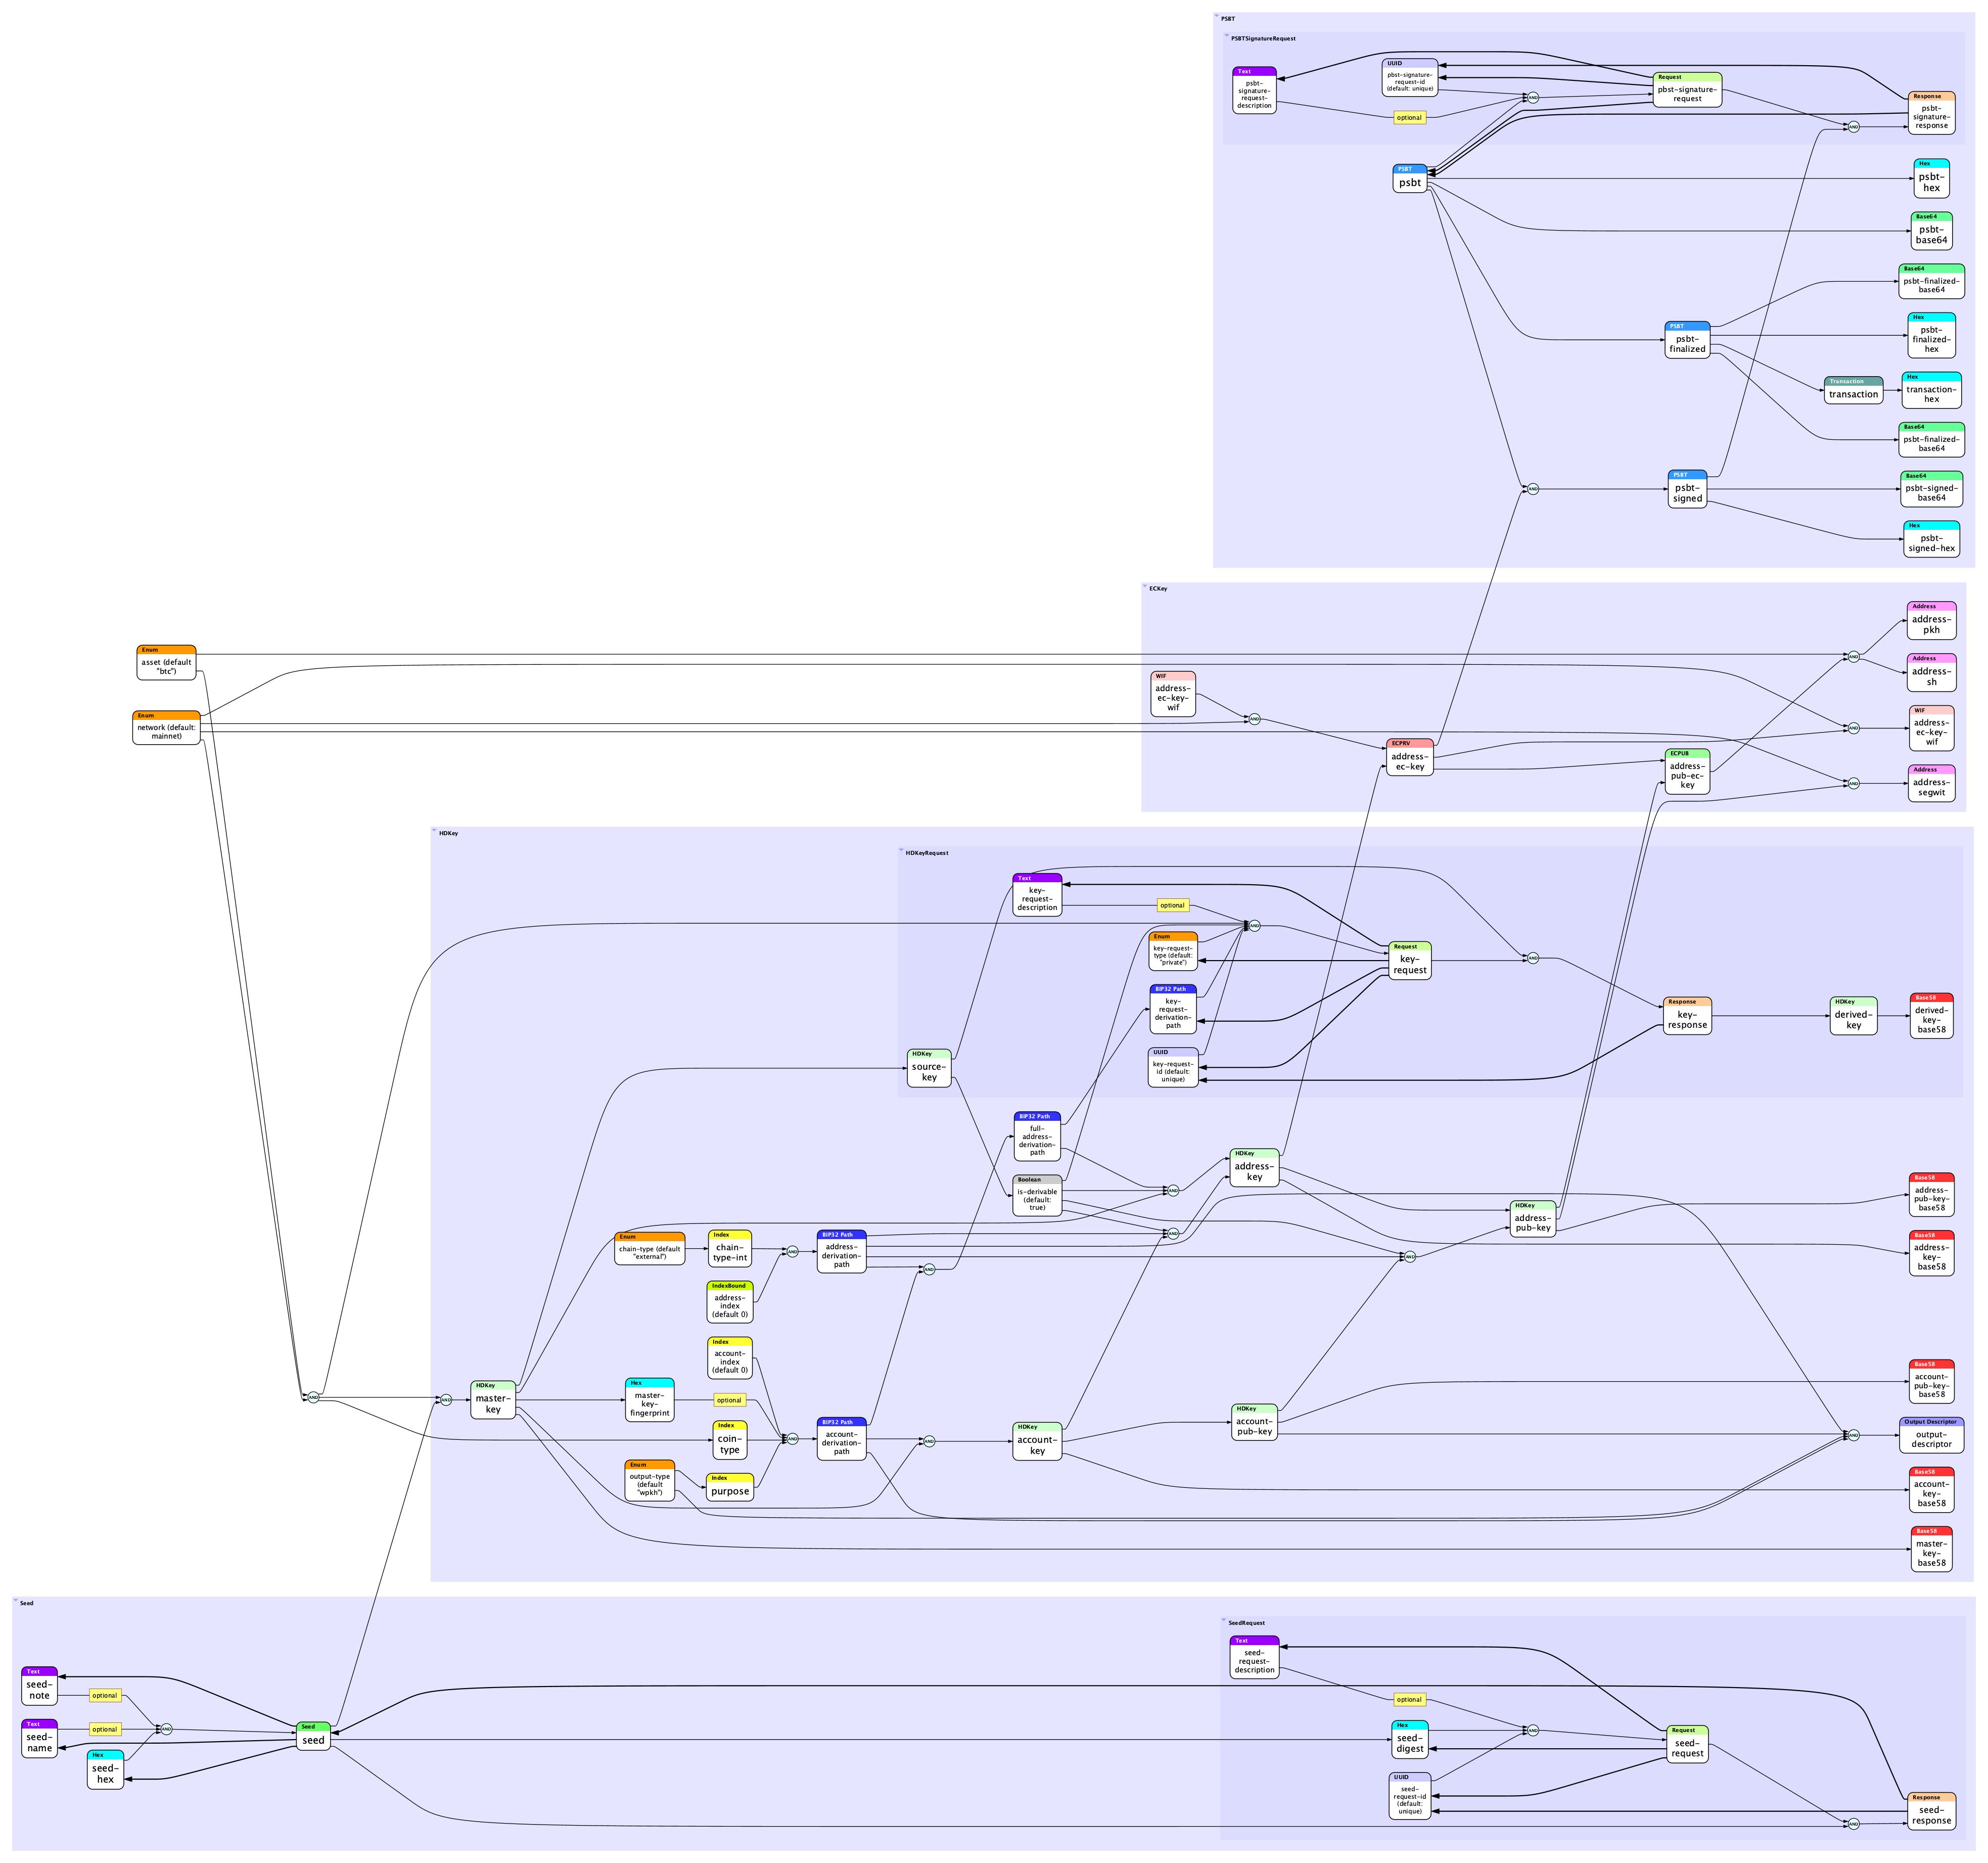 PSBT
PSBTSignatureRequest
Text
psbt-
signature-
request-
description
UUID
pbst-signature-
request-id
(default: unique)
AND
optional
Request
pbst-signature-
request
Response
psbt-
signature-
response
AND
PSBT
psbt
Hex
psbt-
hex
Base64
psbt-
base64
Base64
psbt-finalized-
base64
PSBT
psbt-
finalized
Hex
psbt-
finalized-
hex
Transaction
transaction
Hex
transaction-
hex
Base64
psbt-finalized-
base64
AND
PSBT
psbt-
signed
Base64
psbt-signed-
base64
Hex
psbt-
signed-hex
ECKey
Enum
asset (default
"btc")
Enum
network (default:
mainnet)
WIF
address-
ec-key-
wif
AND
ECPRV
address-
ec-key
ECPUB
address-
pub-ec-
key
AND
Address
address-
pkh
Address
address-
sh
AND
WIF
address-
ec-key-
wif
AND
Address
address-
segwit
HDKey
HDKeyRequest
Text
key-
request-
description
optional
AND
Enum
key-request-
type (default:
"private")
BIP32 Path
key-
request-
derivation-
path
UUID
key-request-
id (default:
unique)
Request
key-
request
AND
Response
key-
response
HDKey
derived-
key
Base58
derived-
key-
base58
HDKey
source-
key
BIP32 Path
full-
address-
derivation-
path
Boolean
is-derivable
(default:
true)
AND
AND
HDKey
address-
key
HDKey
address-
pub-key
AND
Base58
address-
pub-key-
base58
Base58
address-
key-
base58
Enum
chain-type (default
"external")
Index
chain-
type-int
AND
BIP32 Path
address-
derivation-
path
AND
IndexBound
address-
index
(default 0)
Index
account-
index
(default 0)
AND
AND
HDKey
master-
key
Hex
master-
key-
fingerprint
optional
Index
coin-
type
AND
BIP32 Path
account-
derivation-
path
AND
Enum
output-type
(default
"wpkh")
Index
purpose
HDKey
account-
key
HDKey
account-
pub-key
Base58
account-
pub-key-
base58
AND
Output Descriptor
output-
descriptor
Base58
account-
key-
base58
Base58
master-
key-
base58
Seed
Text
seed-
note
optional
Text
seed-
name
optional
AND
Hex
seed-
hex
Seed
seed
SeedRequest
Text
seed-
request-
description
optional
Hex
seed-
digest
AND
UUID
seed-
request-id
(default:
unique)
Request
seed-
request
AND
Response
seed-
response